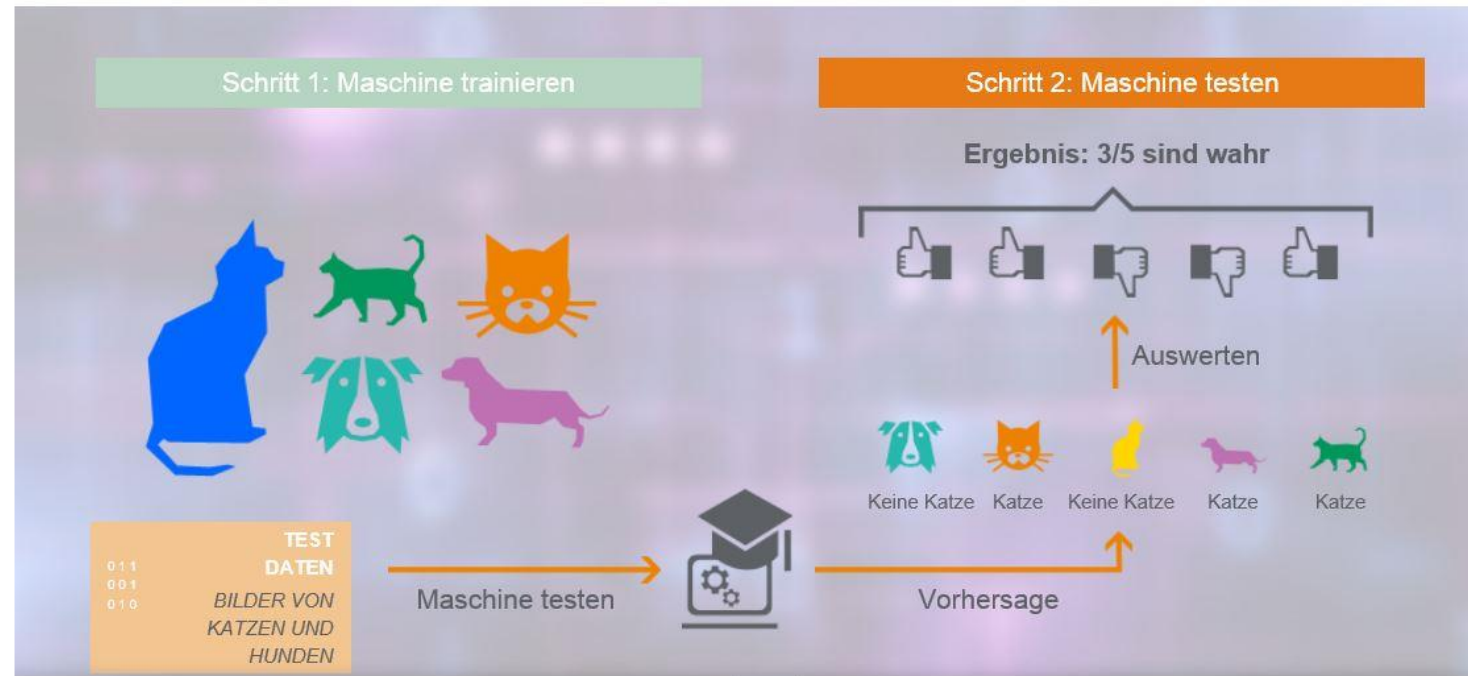 Schritt 1: Maschine trainieren
Schritt 2: Maschine testen
Ergebnis: 3/5 sind wahr
Auswerten
Keine Katze Katze Keine Katze Katze Katze
TEST
DATEN
011
001
010
BILDER VON
KATZEN UND
HUNDEN
Maschine testen
Vorhersage